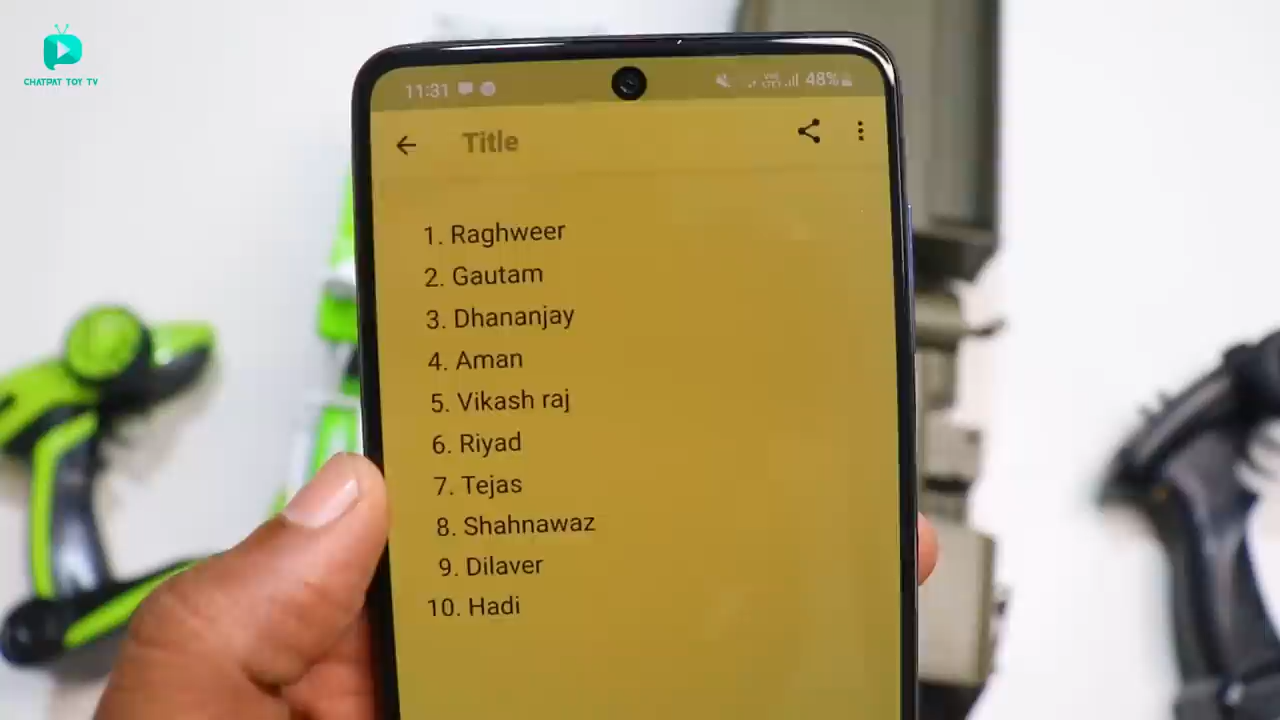 CHATPAT TOY TV
11:31
48%
Title
1. Raghweer
2. Gautam
3. Dhananjay
4. Aman
5. Vikash raj
6. Riyad
7. Tejas
8. Shahnawaz
9. Dilaver
10. Hadi